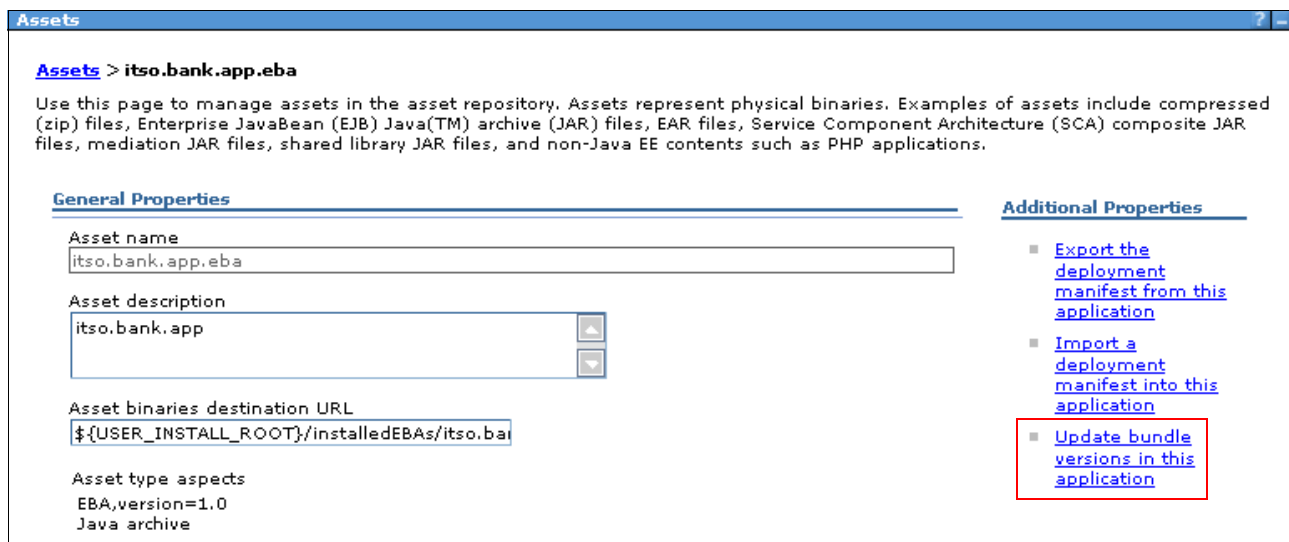 Assets
? –
Assets > itso.bank.app.eba
Use this page to manage assets in the asset repository. Assets represent physical binaries. Examples of assets include compressed
(zip) files, Enterprise JavaBean (EJB) Java(TM) archive (JAR) files, EAR files, Service Component Architecture (SCA) composite JAR
files, mediation JAR files, shared library JAR files, and non-Java EE contents such as PHP applications.
General Properties
Asset name
itso.bank.app.eba
Asset description
itso.bank.app
Asset binaries destination URL
${USER_INSTALL_ROOT}/installedEBAs/itso.ba
Asset type aspects
EBA,version=1.0
Java archive
Additional Properties
Export the
deployment
manifest from this
application
Import a
deployment
manifest into this
application
Update bundle
versions in this
application